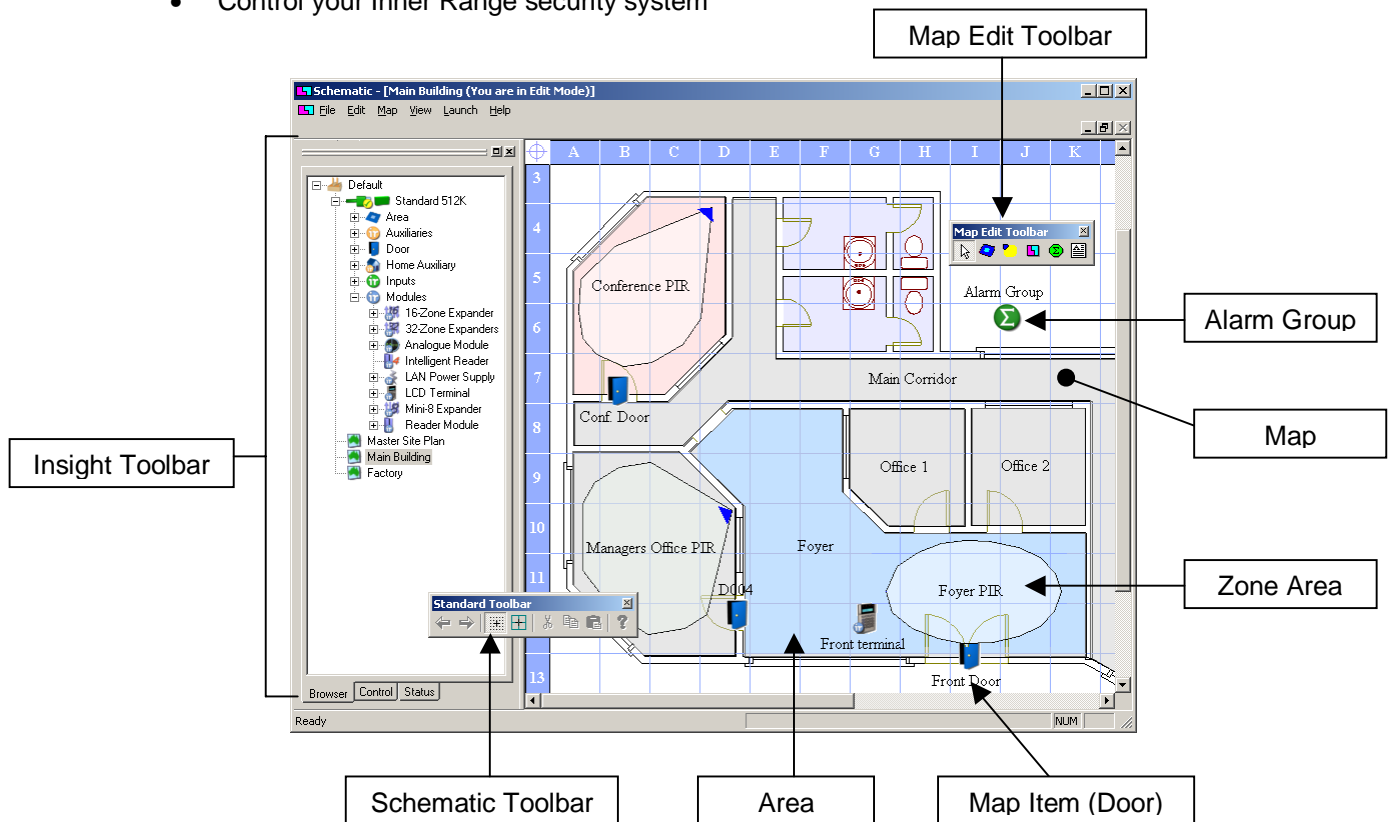 • Control your Inner Range security system
Map Edit Toolbar
Schematic - [Main Building (You are in Edit Mode)]
File Edit Map View Launch Help
A B C D E F G H I J K
3
4
5
6
7
8
9
10
11
13
Default
Standard 512K
Area
Auxiliaries
Door
Home Auxiliary
Inputs
Modules
16-Zone Expander
32-Zone Expanders
Analogue Module
Intelligent Reader
LAN Power Supply
LCD Terminal
Mini-8 Expander
Reader Module
Master Site Plan
Main Building
Factory
Browser Control Status
Ready
NUM
Map Edit Toolbar
Conference PIR
Alarm Group
Σ
Main Corridor
Conf. Door
Office 1
Office 2
Managers Office PIR
Foyer
D004
Foyer PIR
Front terminal
Front Door
Standard Toolbar
?
Insight Toolbar
Alarm Group
Map
Zone Area
Schematic Toolbar
Area
Map Item (Door)